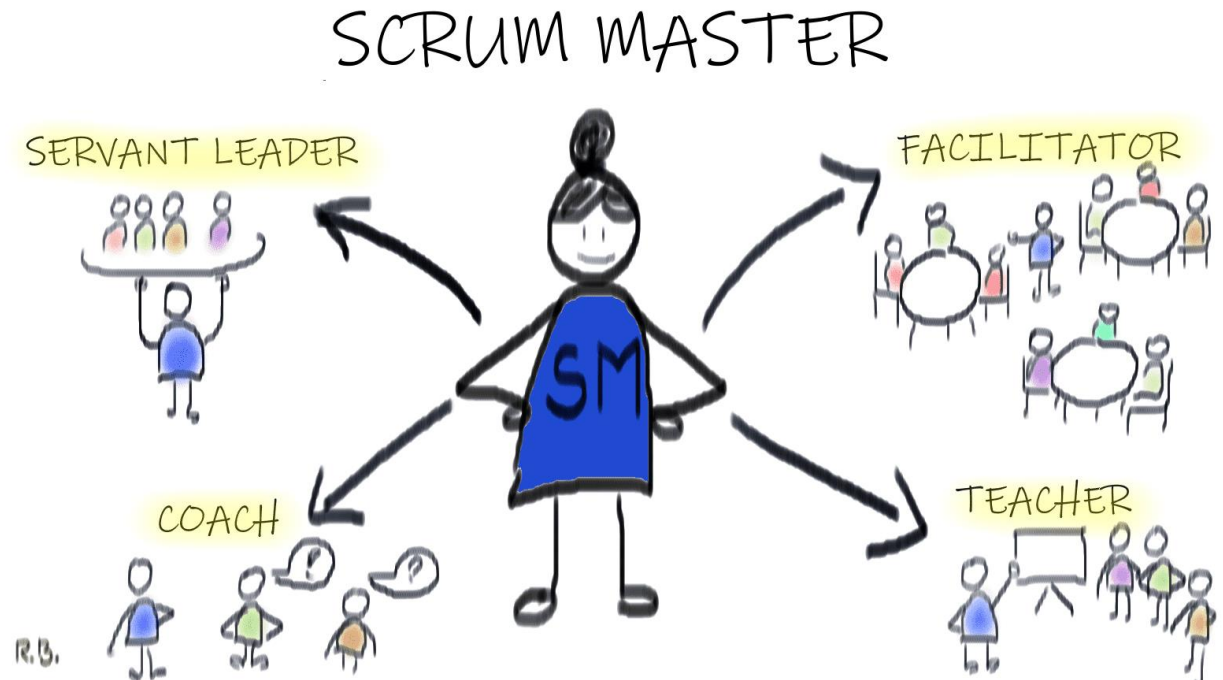 SCRUM MASTER
SERVANT LEADER
FACILITATOR
SM
COACH
!
?
TEACHER
R.B.